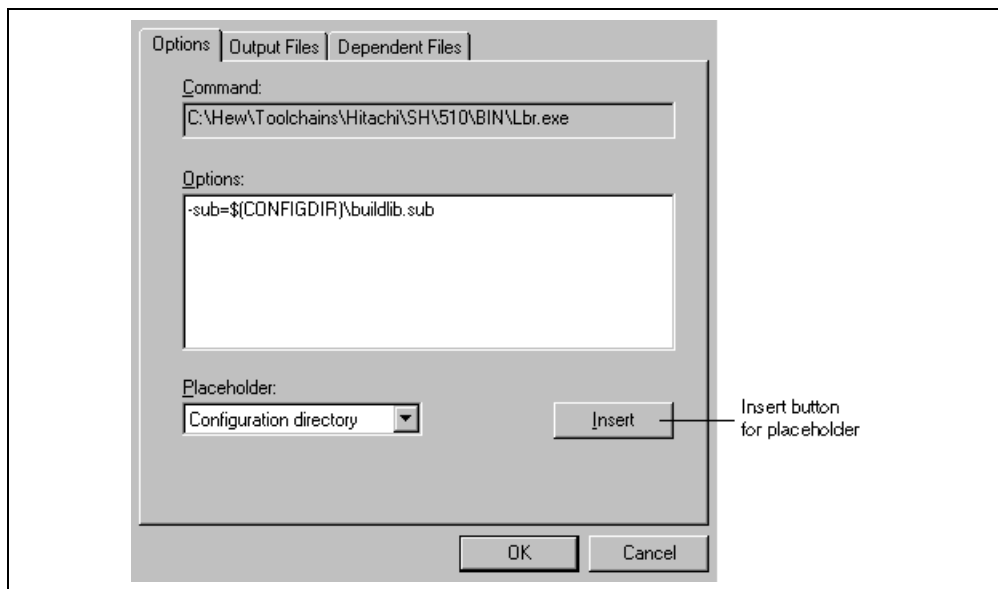 Options Output Files Dependent Files
Command:
C:\Hew\Toolchains\Hitachi\SH\510\BIN\Lbr.exe
Options:
-sub=$(CONFIGDIR)\buildlib.sub
Placeholder:
Configuration directory
Insert
Insert button
for placeholder
OK Cancel